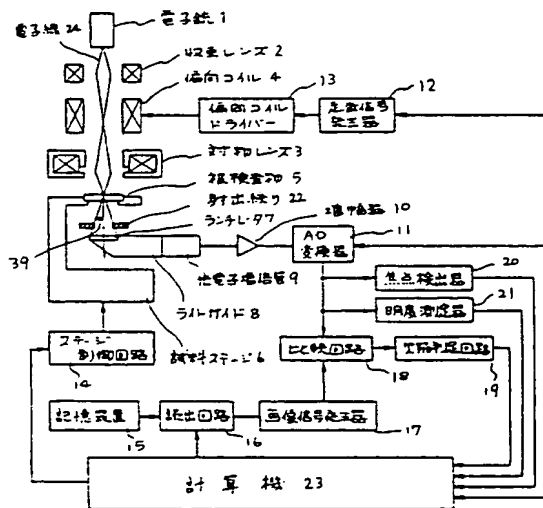 電子銃 1
電子線 24
収束レンズ 2
偏向コイル 4
13
12
偏向コイル
ドライバー
走査信号
発生器
対物レンズ 3
被検査物 5
射出絞り 22
シンチレータ 7
増幅器 10
11
AD
変換器
39
光電子増倍管 9
20
焦点検出器
21
明度測定器
ライトガイド 8
試料ステージ 6
ステージ
制御回路
14
比較回路
18
欠陥判定回路
19
記憶装置
15
読出回路
16
画像信号発生器
17
計算機 23